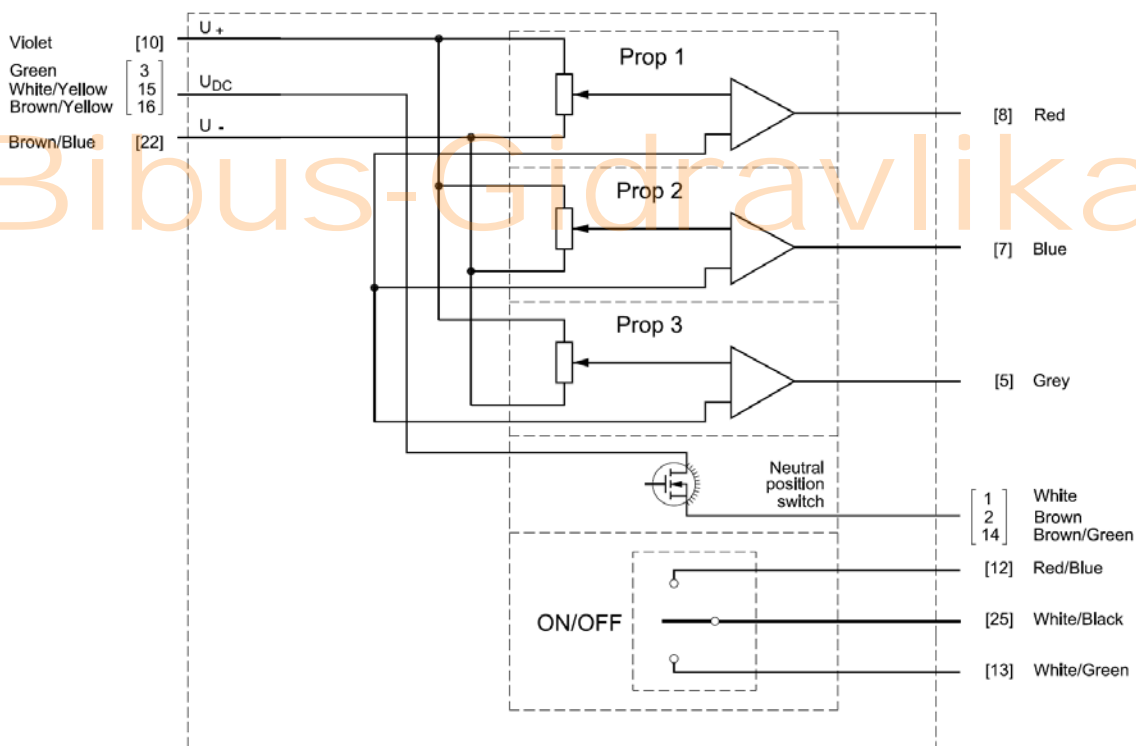 Violet [10] U +
Green [ 3 ]
White/Yellow [ 15 ] UDC
Brown/Yellow [ 16 ]
Brown/Blue [22] U -
Prop 1
[8] Red
Bibus-Gidravlika
Prop 2
[7] Blue
Prop 3
[5] Grey
Neutral
position
switch
[ 1 ] White
[ 2 ] Brown
[ 14 ] Brown/Green
[12] Red/Blue
ON/OFF
[25] White/Black
[13] White/Green